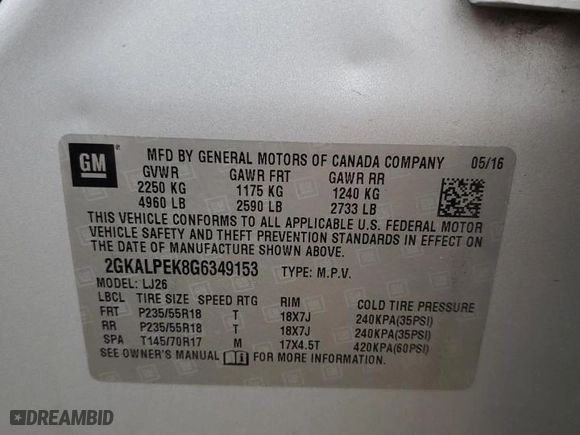 GM
MFD BY GENERAL MOTORS OF CANADA COMPANY 05/16
GVWR GAWR FRT GAWR RR
2250 KG 1175 KG 1240 KG
4960 LB 2590 LB 2733 LB
THIS VEHICLE CONFORMS TO ALL APPLICABLE U.S. FEDERAL MOTOR
VEHICLE SAFETY AND THEFT PREVENTION STANDARDS IN EFFECT ON
THE DATE OF MANUFACTURE SHOWN ABOVE.
2GKALPEK8G6349153 TYPE: M.P.V.
MODEL: LJ26
LBCL TIRE SIZE SPEED RTG RIM COLD TIRE PRESSURE
FRT P235/55R18 T 18X7J 240KPA(35PSI)
RR P235/55R18 T 18X7J 240KPA(35PSI)
SPA T145/70R17 M 17X4.5T 420KPA(60PSI)
SEE OWNER'S MANUAL FOR MORE INFORMATION
DREAMBID